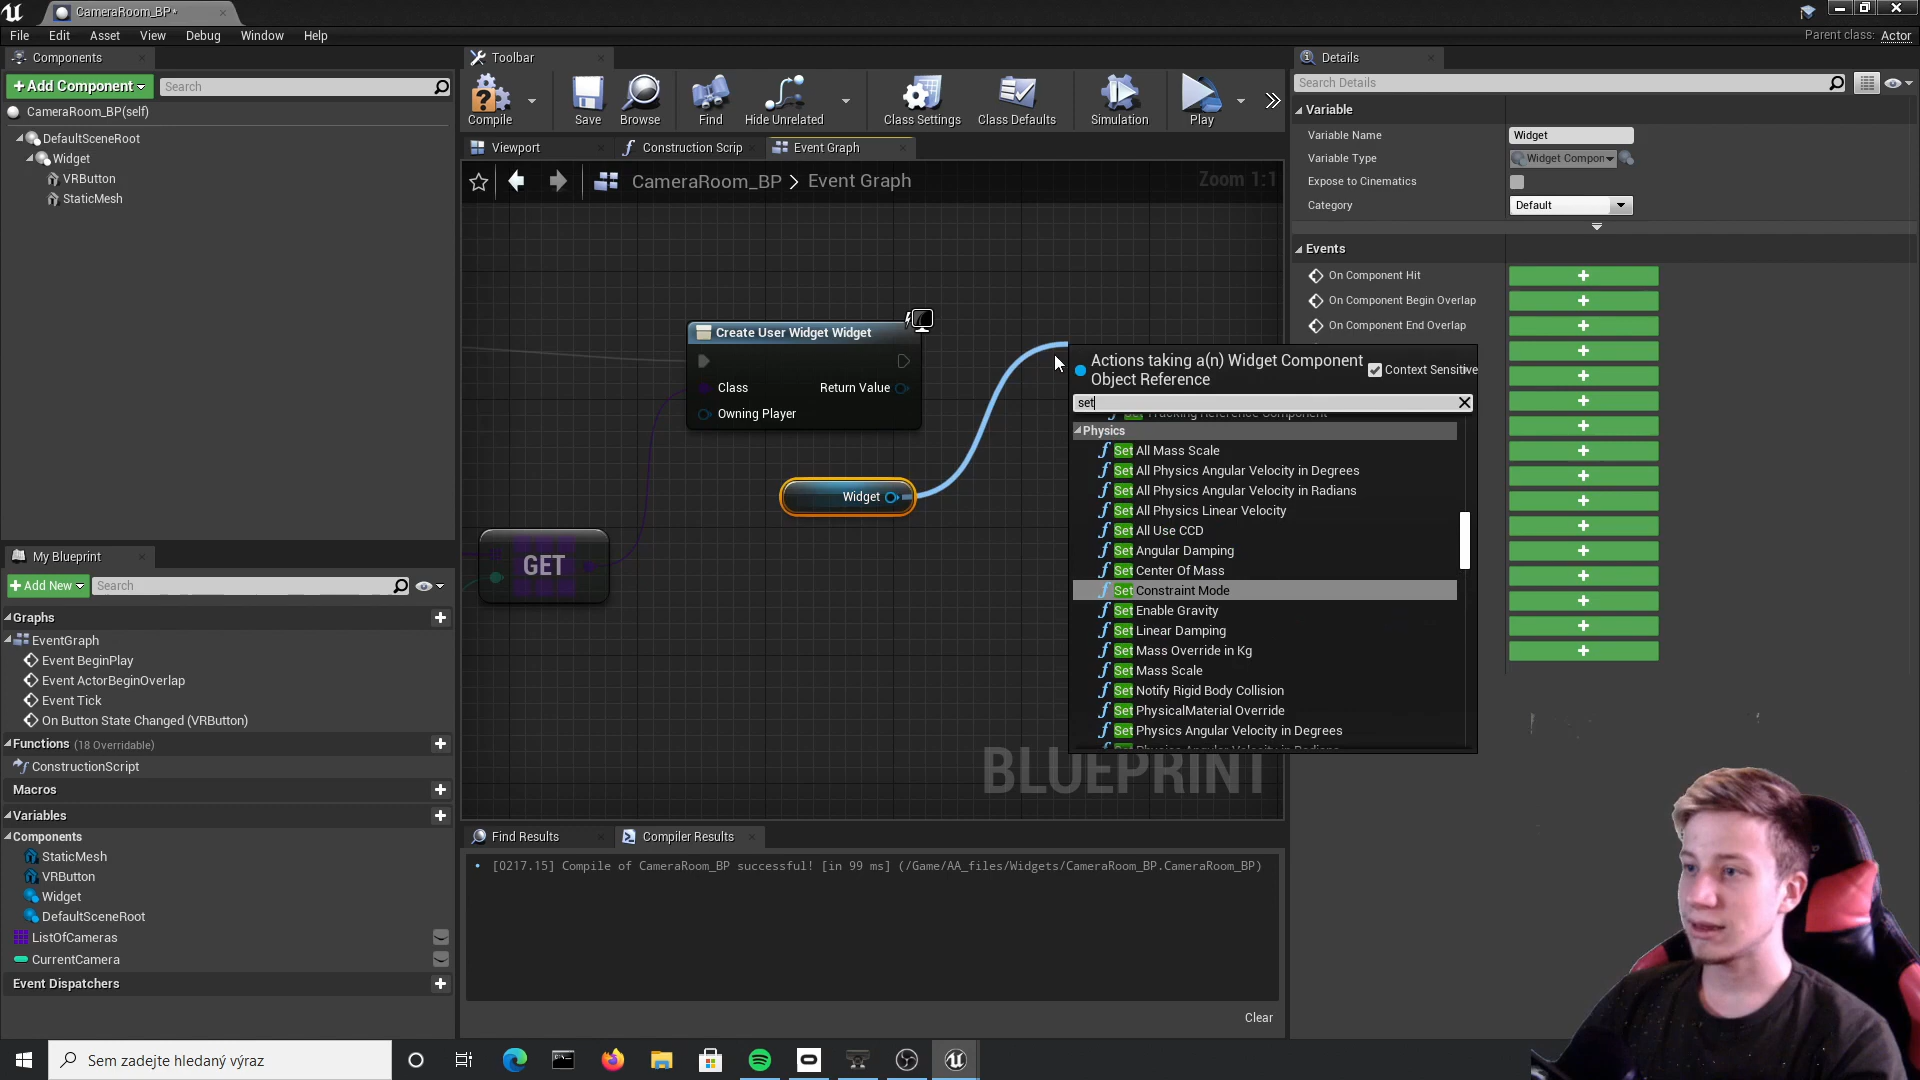 CameraRoom_BP*
File Edit Asset View Debug Window Help
Parent class: Actor
Components
Toolbar
Details
Add Component
Search
Search Details
CameraRoom_BP(self)
DefaultSceneRoot
Widget
VRButton
StaticMesh
Compile
Save
Browse
Find
Hide Unrelated
Class Settings
Class Defaults
Simulation
Play
Viewport
Construction Scrip
Event Graph
CameraRoom_BP > Event Graph
Zoom 1:1
Variable
Variable Name
Widget
Variable Type
Widget Compon
Expose to Cinematics
Category
Default
Events
On Component Hit
On Component Begin Overlap
On Component End Overlap
Create User Widget Widget
Class
Return Value
Owning Player
Widget
GET
Actions taking a(n) Widget Component
Object Reference
Context Sensitive
set
Set Tracking Reference Component
Physics
Set All Mass Scale
Set All Physics Angular Velocity in Degrees
Set All Physics Angular Velocity in Radians
Set All Physics Linear Velocity
Set All Use CCD
Set Angular Damping
Set Center Of Mass
Set Constraint Mode
Set Enable Gravity
Set Linear Damping
Set Mass Override in Kg
Set Mass Scale
Set Notify Rigid Body Collision
Set PhysicalMaterial Override
Set Physics Angular Velocity in Degrees
Set Physics Angular Velocity in Radians
BLUEPRINT
My Blueprint
Add New
Search
Graphs
EventGraph
Event BeginPlay
Event ActorBeginOverlap
Event Tick
On Button State Changed (VRButton)
Functions (18 Overridable)
ConstructionScript
Macros
Variables
Components
StaticMesh
VRButton
Widget
DefaultSceneRoot
ListOfCameras
CurrentCamera
Event Dispatchers
Find Results
Compiler Results
[0217.15] Compile of CameraRoom_BP successful! [in 99 ms] (/Game/AA_files/Widgets/CameraRoom_BP.CameraRoom_BP)
Clear
Sem zadejte hledaný výraz